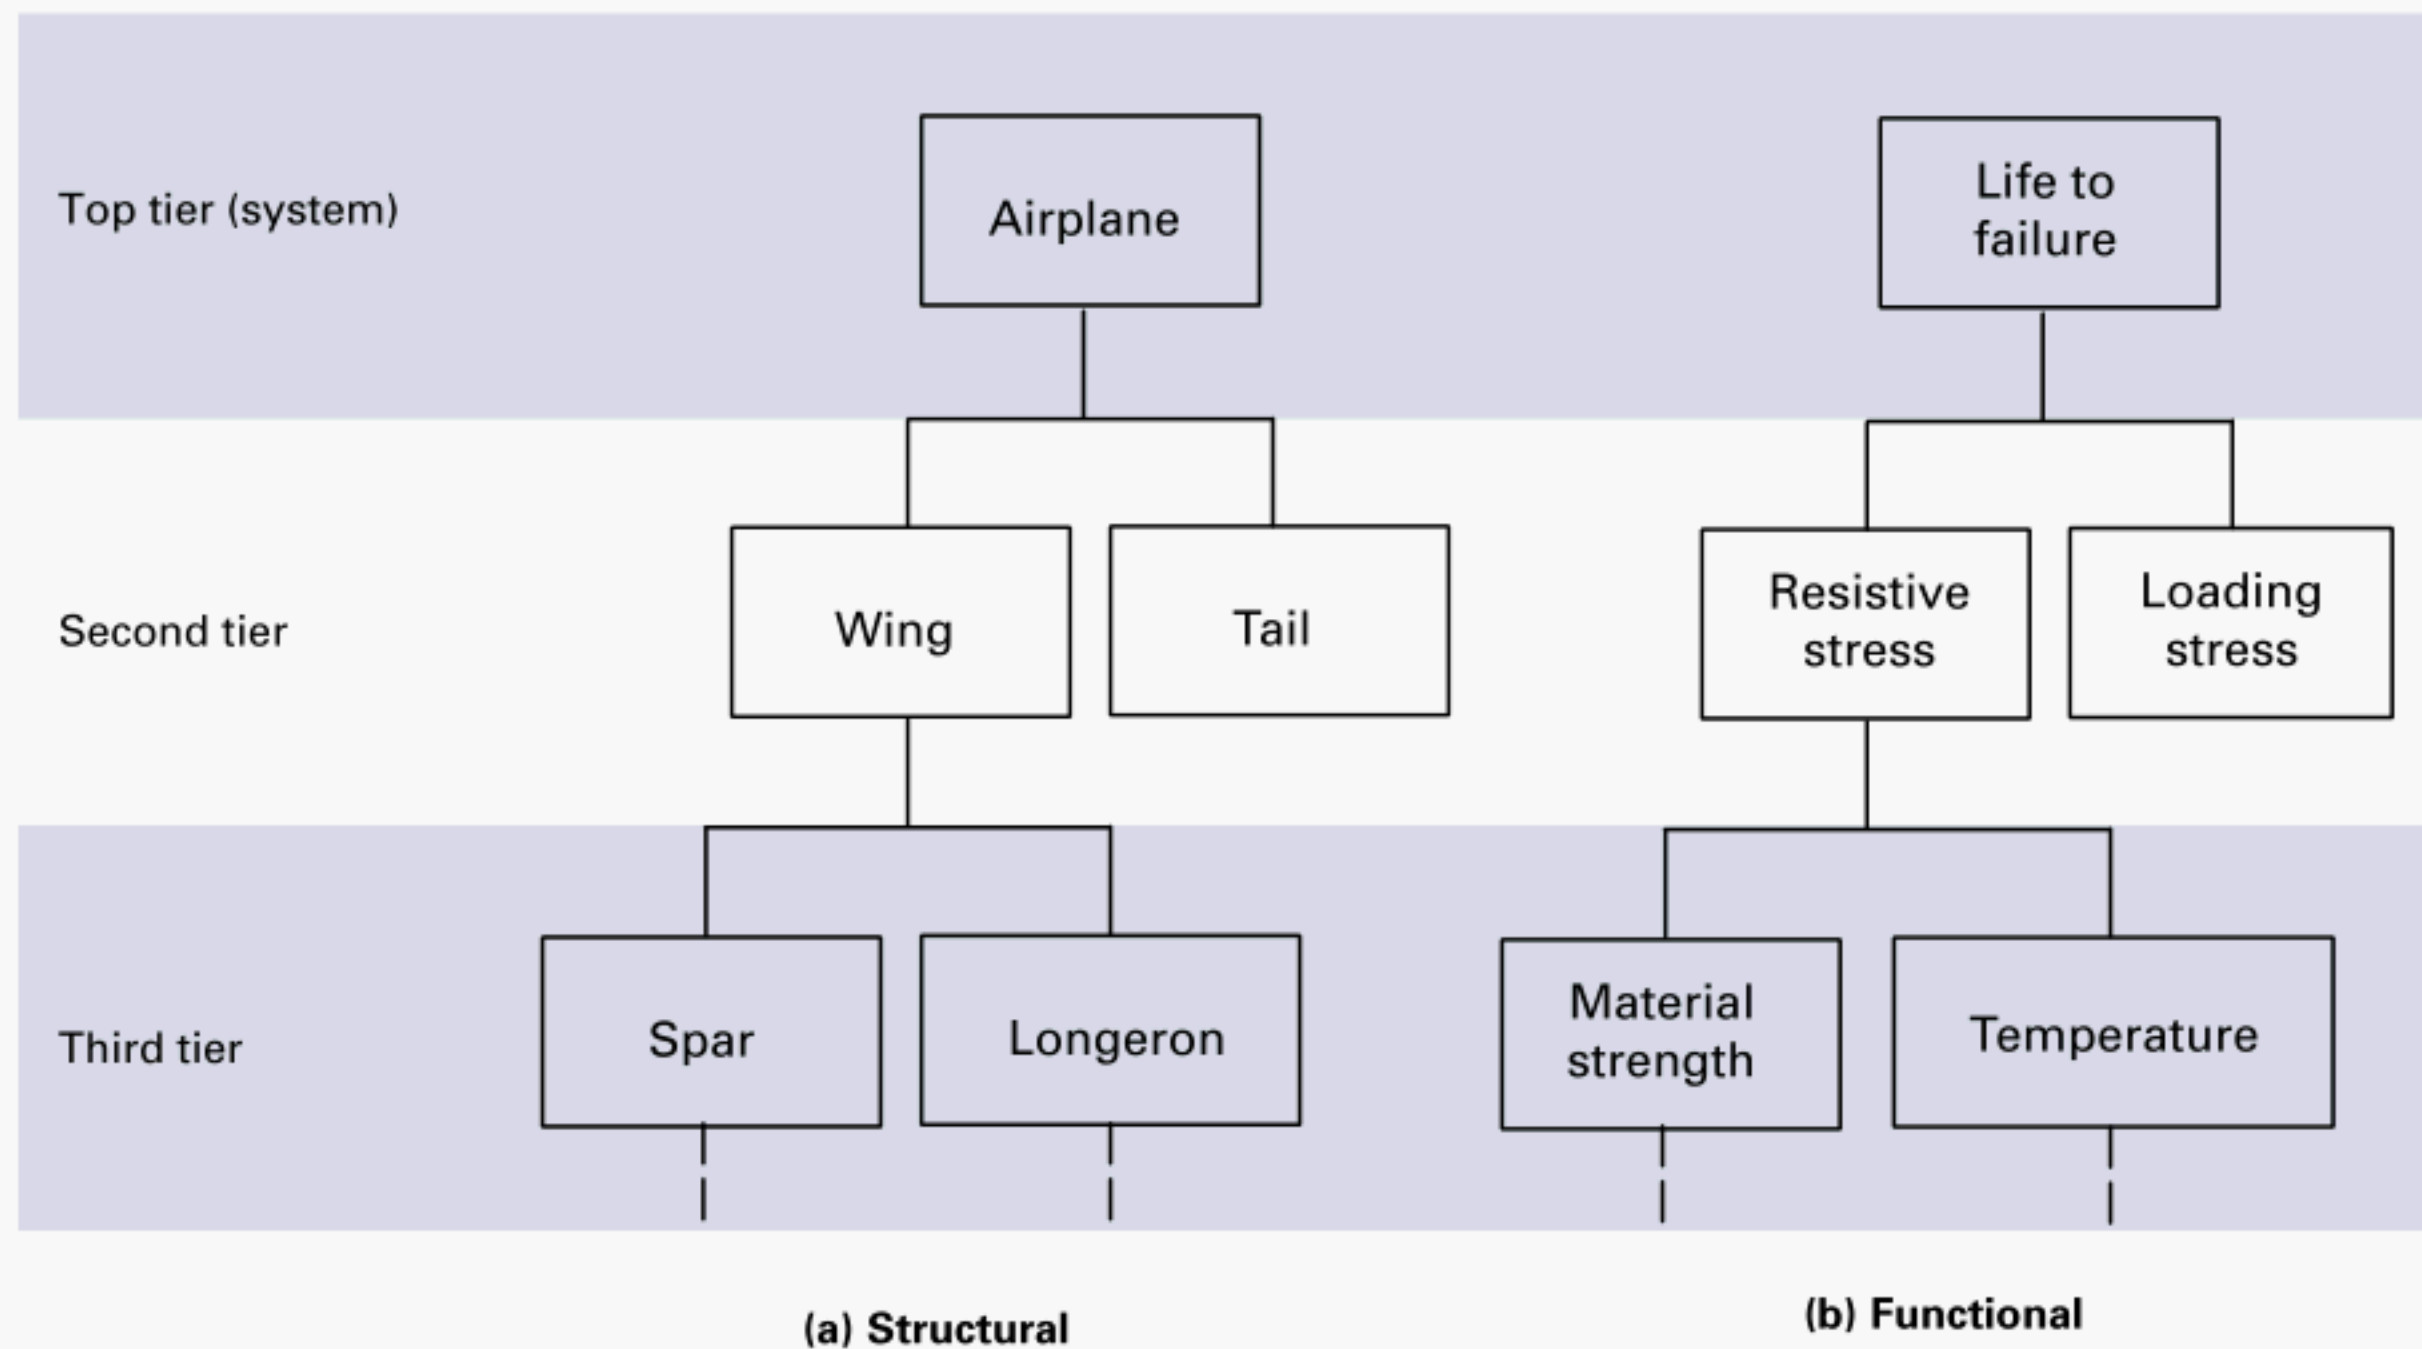 Top tier (system)
Airplane
Life to
failure
Second tier
Wing
Tail
Resistive
stress
Loading
stress
Third tier
Spar
Longeron
Material
strength
Temperature
(a) Structural
(b) Functional